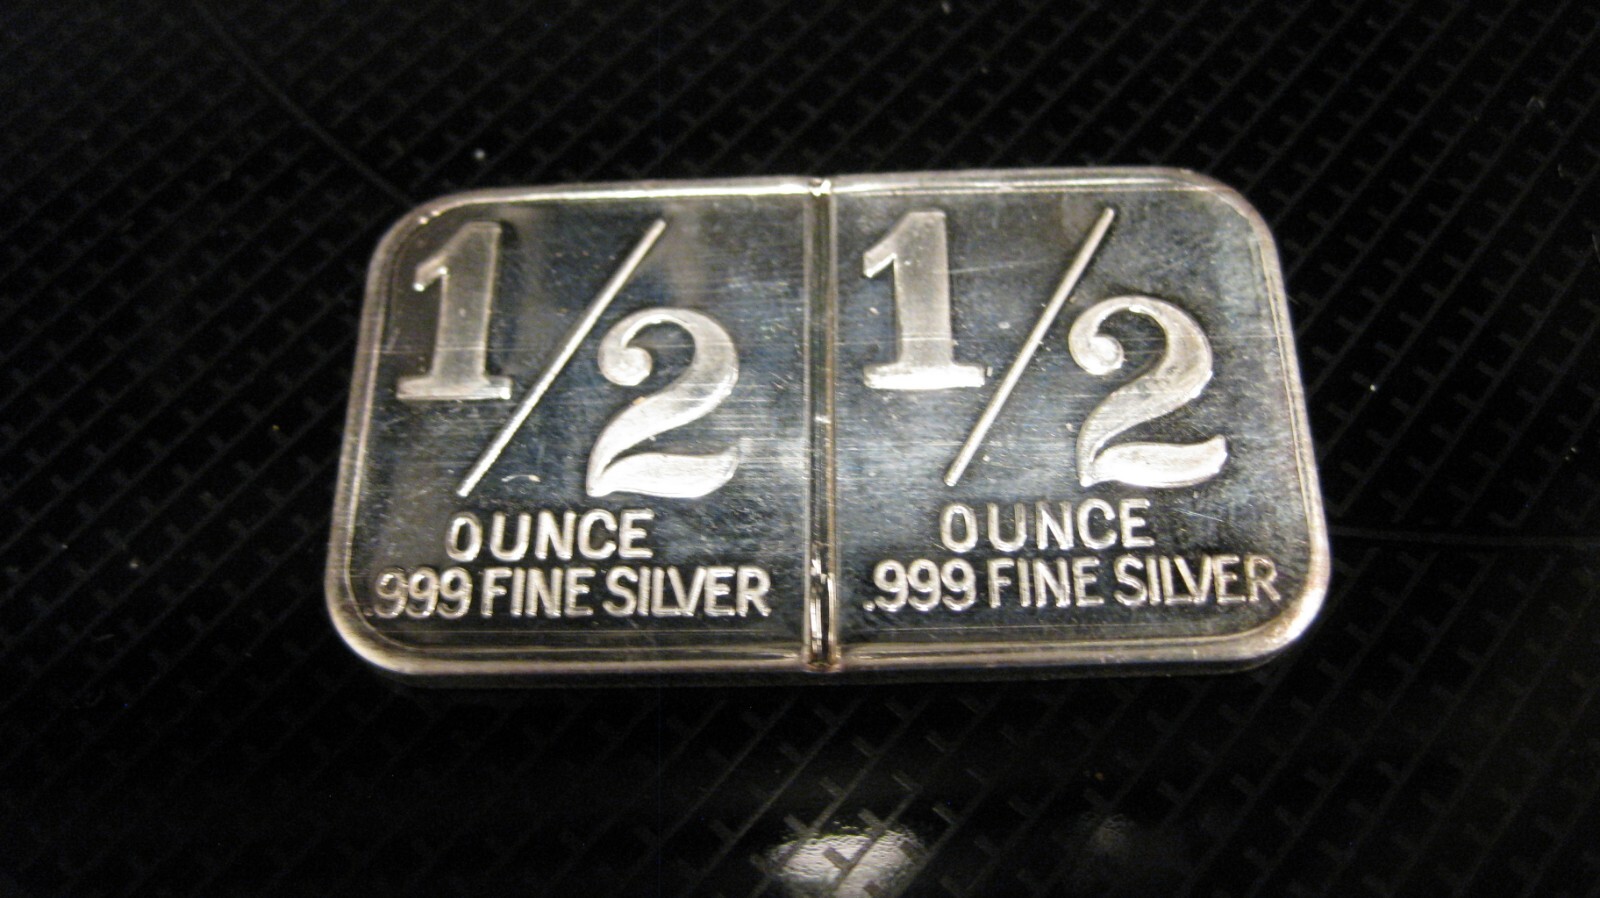 1/2
OUNCE
.999 FINE SILVER
1/2
OUNCE
.999 FINE SILVER